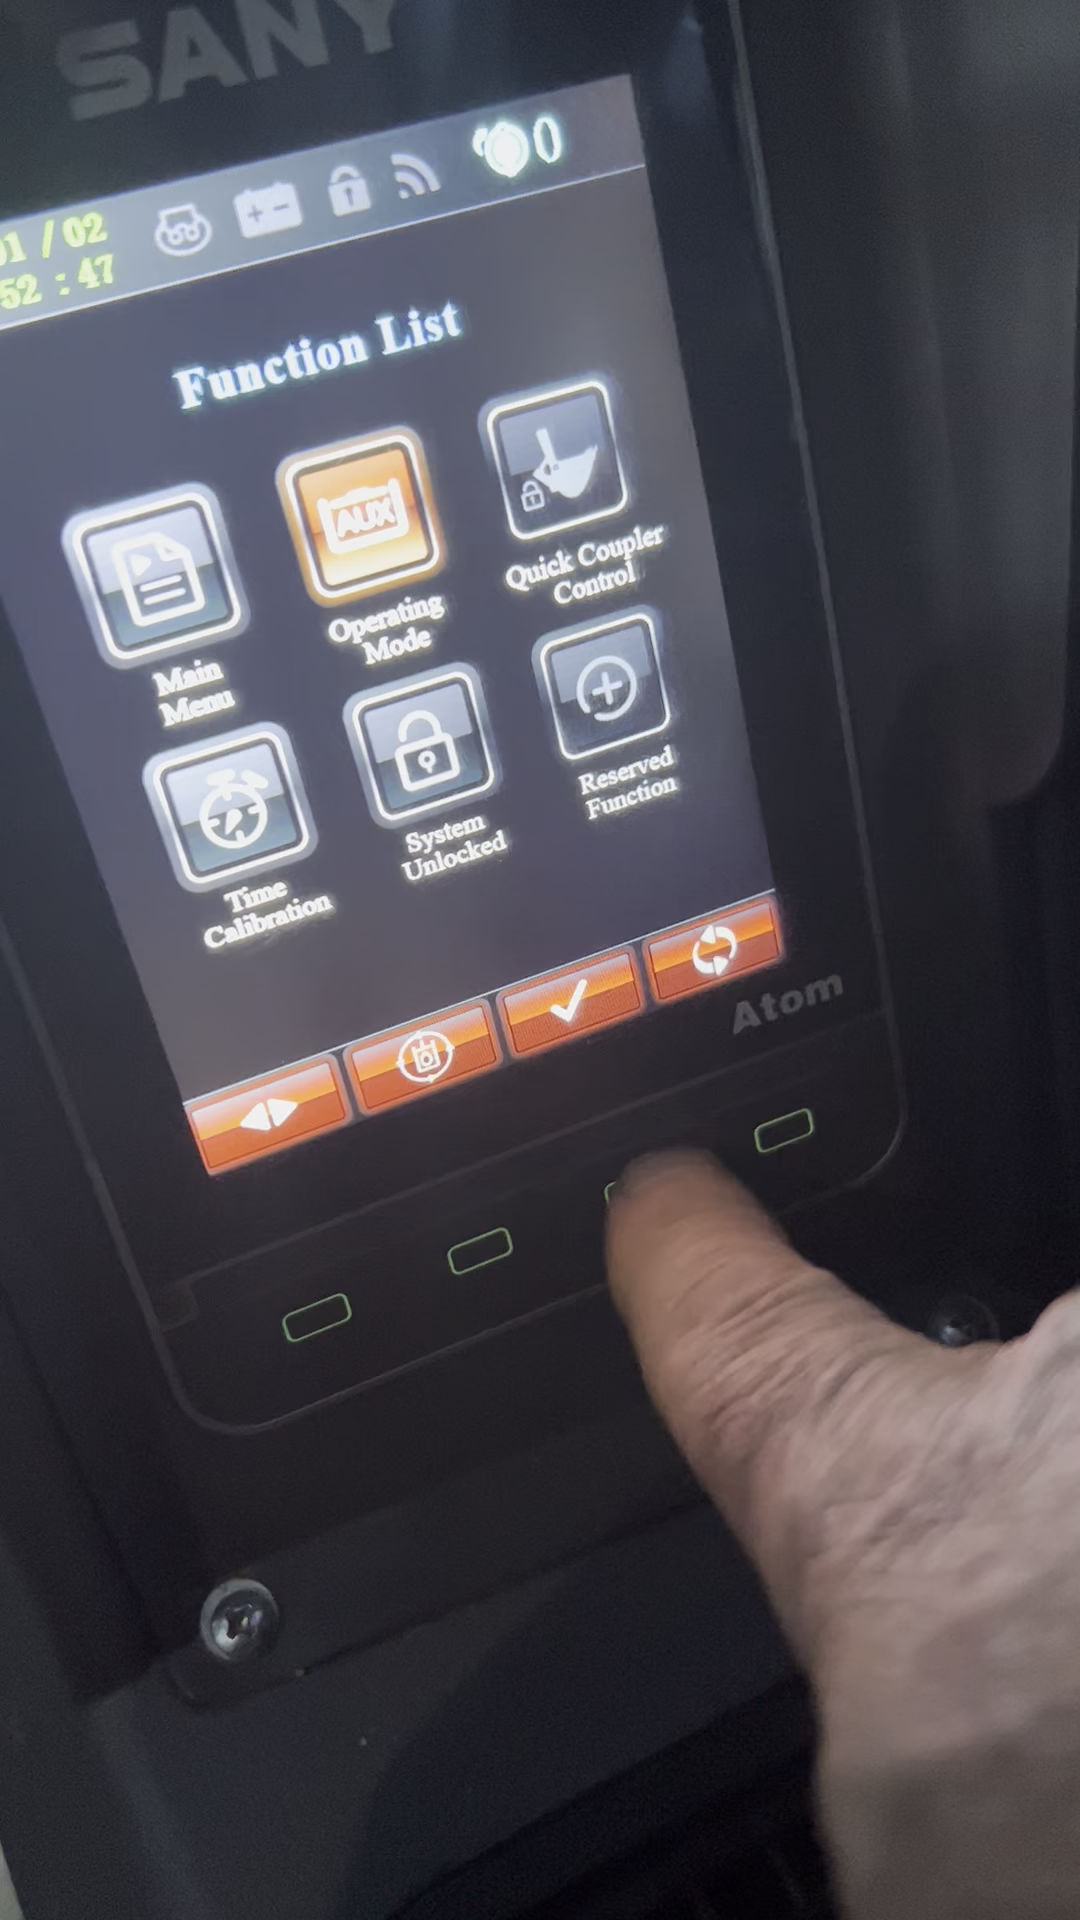 SANY
01 / 02
52 : 47
0
Function List
Main
Menu
AUX
Operating
Mode
Quick Coupler
Control
Time
Calibration
System
Unlocked
Reserved
Function
Atom